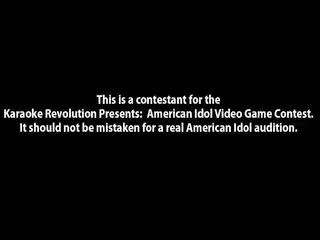 This is a contestant for the
Karaoke Revolution Presents: American Idol Video Game Contest.
It should not be mistaken for a real American Idol audition.